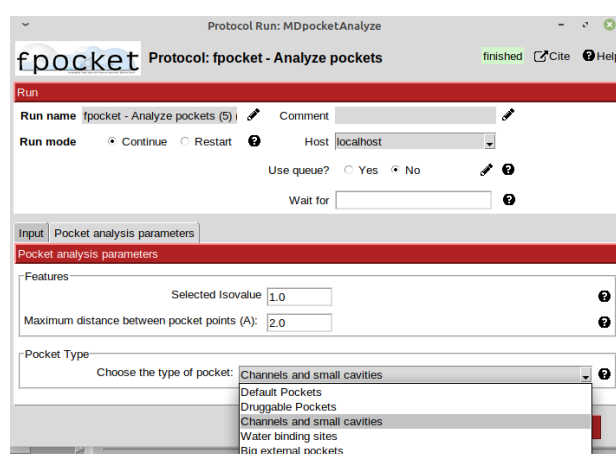 Protocol Run: MDpocketAnalyze
fpocket Protocol: fpocket - Analyze pockets finished Cite Help
Run
Run name fpocket - Analyze pockets (5) Comment
Run mode Continue Restart Host localhost
Use queue? Yes No
Wait for
Input Pocket analysis parameters
Pocket analysis parameters
Features
Selected Isovalue 1.0
Maximum distance between pocket points (A): 2.0
Pocket Type
Choose the type of pocket: Channels and small cavities
Default Pockets
Druggable Pockets
Channels and small cavities
Water binding sites
Big external pockets